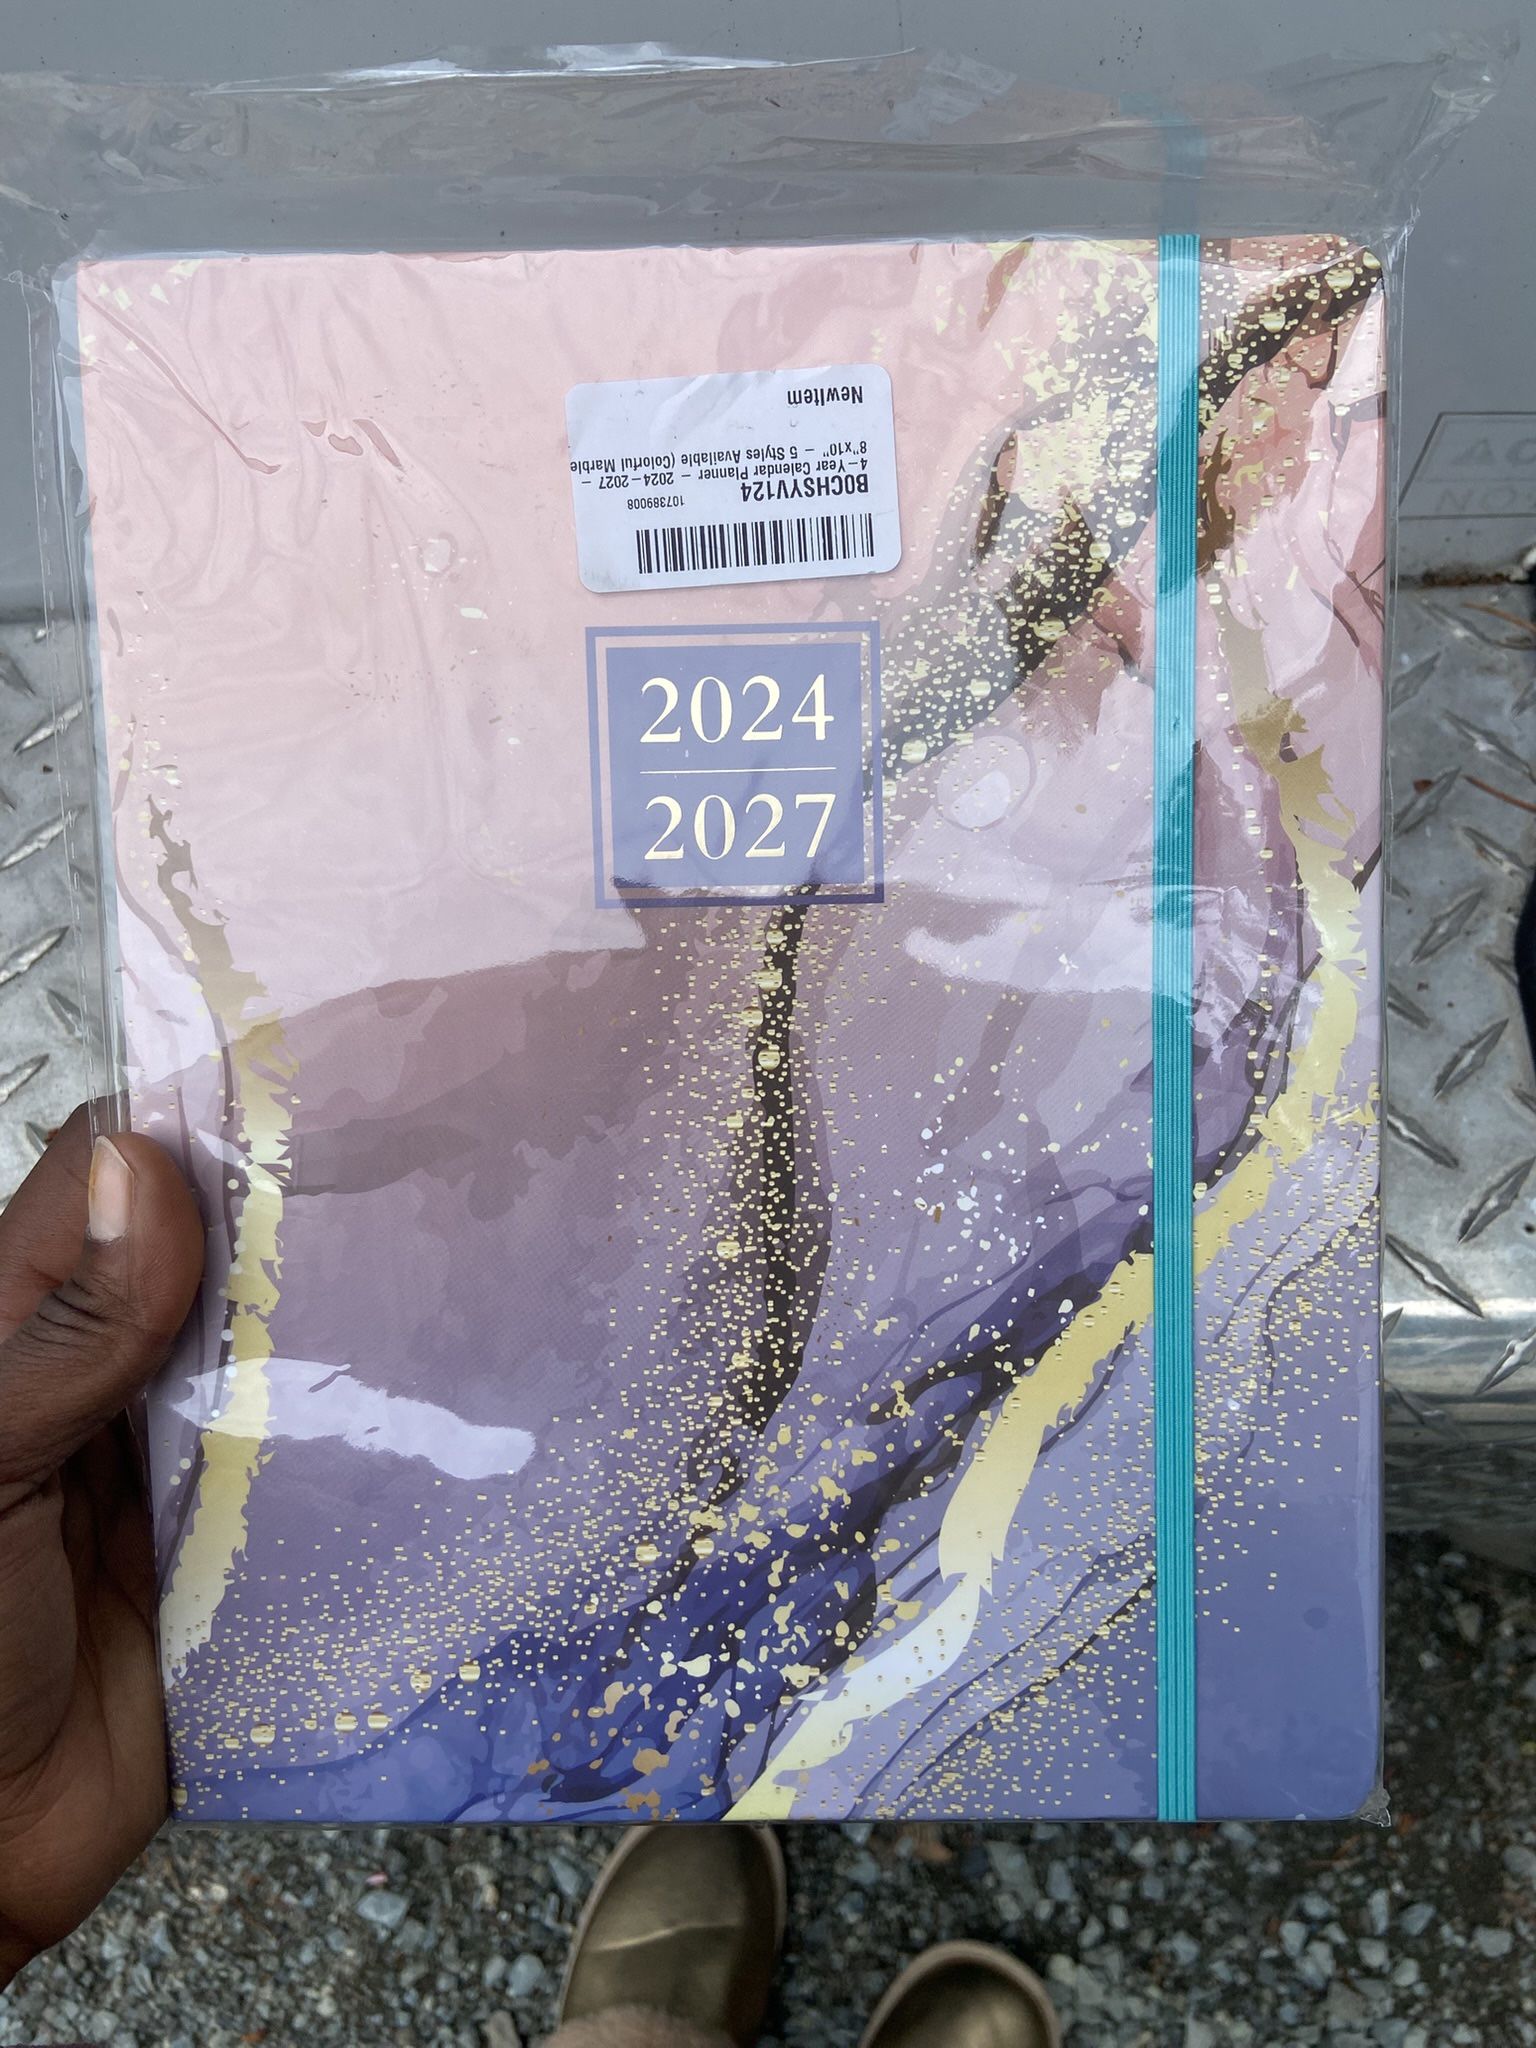 2024
2027
B0CHSYV124
107389008
4-Year Calendar Planner - 2024-2027 -
8"x10" - 5 Styles Available (Colorful Marble
NewItem